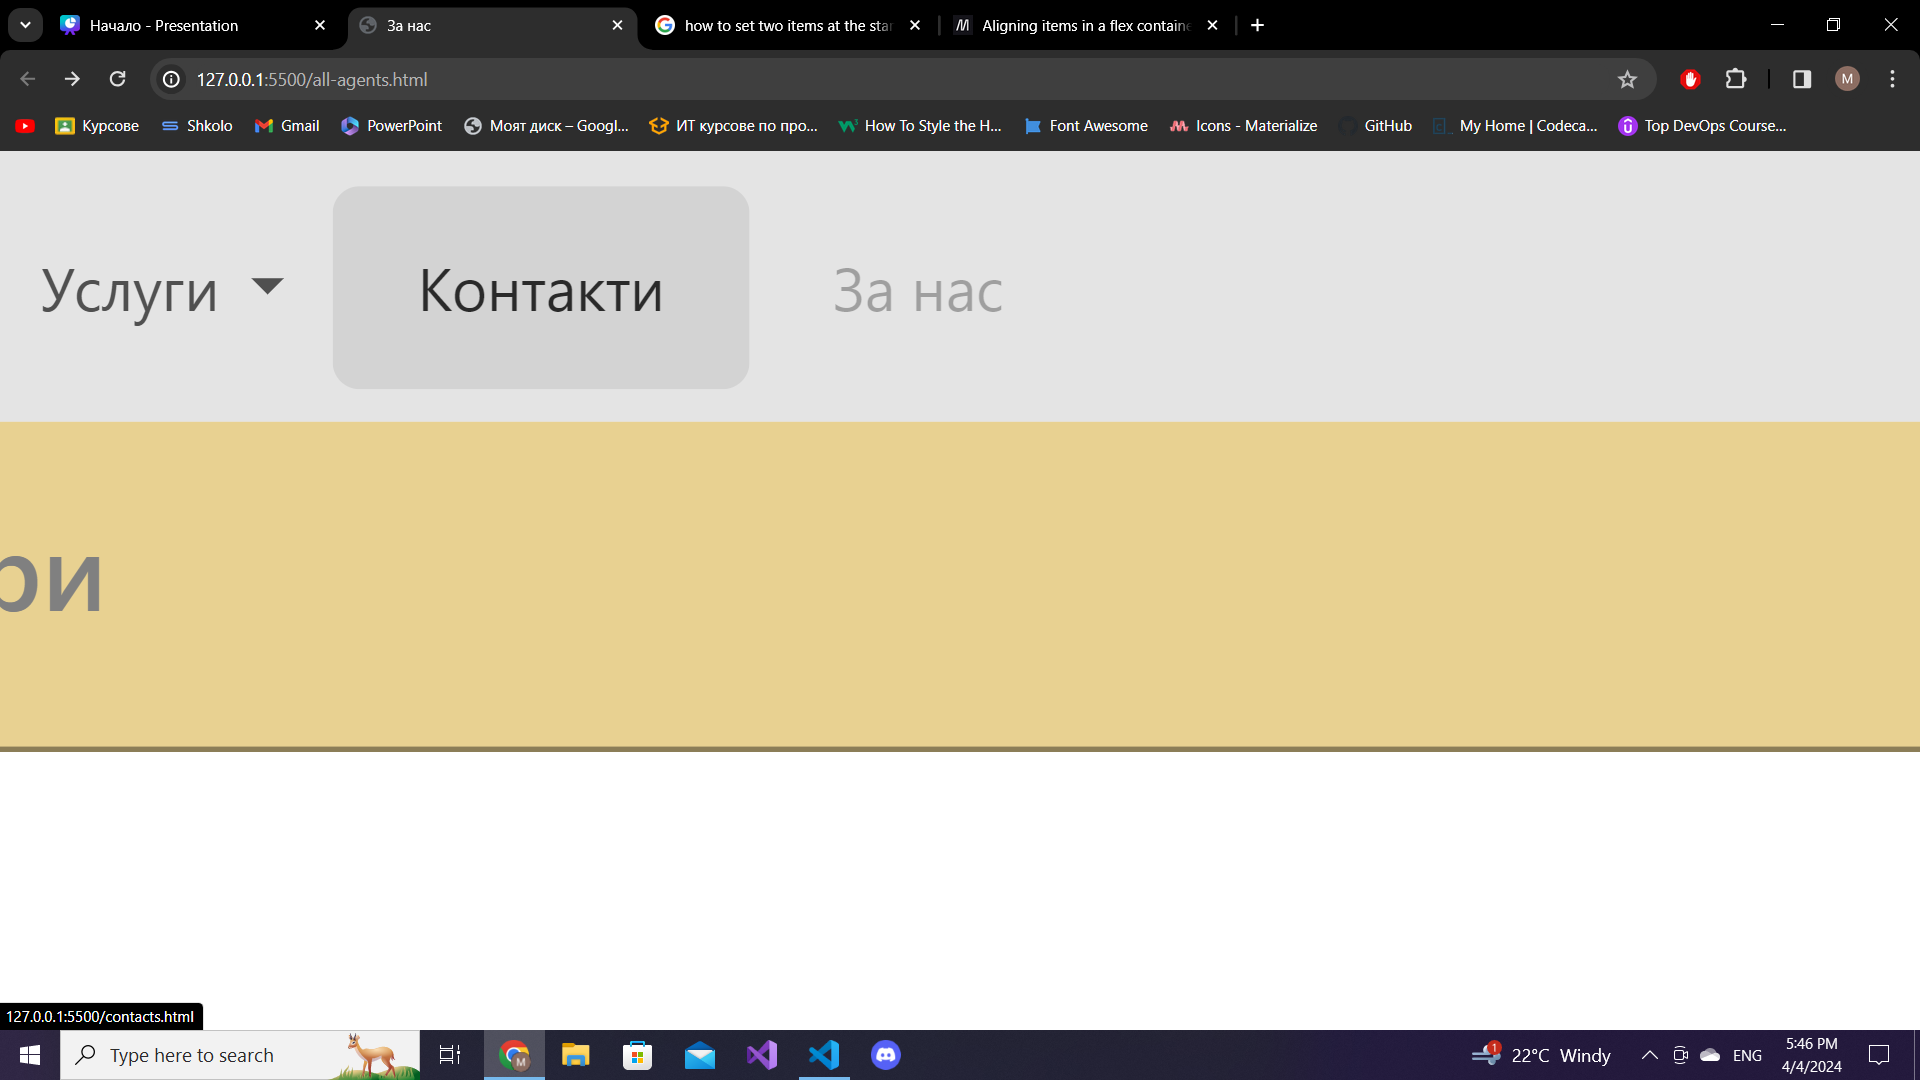 Начало - Presentation
За нас
how to set two items at the star
Aligning items in a flex containe
127.0.0.1:5500/all-agents.html
M
Курсове
Shkolo
Gmail
PowerPoint
Моят диск – Googl...
ИТ курсове по про...
How To Style the H...
Font Awesome
Icons - Materialize
GitHub
My Home | Codeca...
Top DevOps Course...
Услуги
Контакти
За нас
ри
127.0.0.1:5500/contacts.html
Type here to search
M
1
22°C Windy
ENG
5:46 PM
4/4/2024